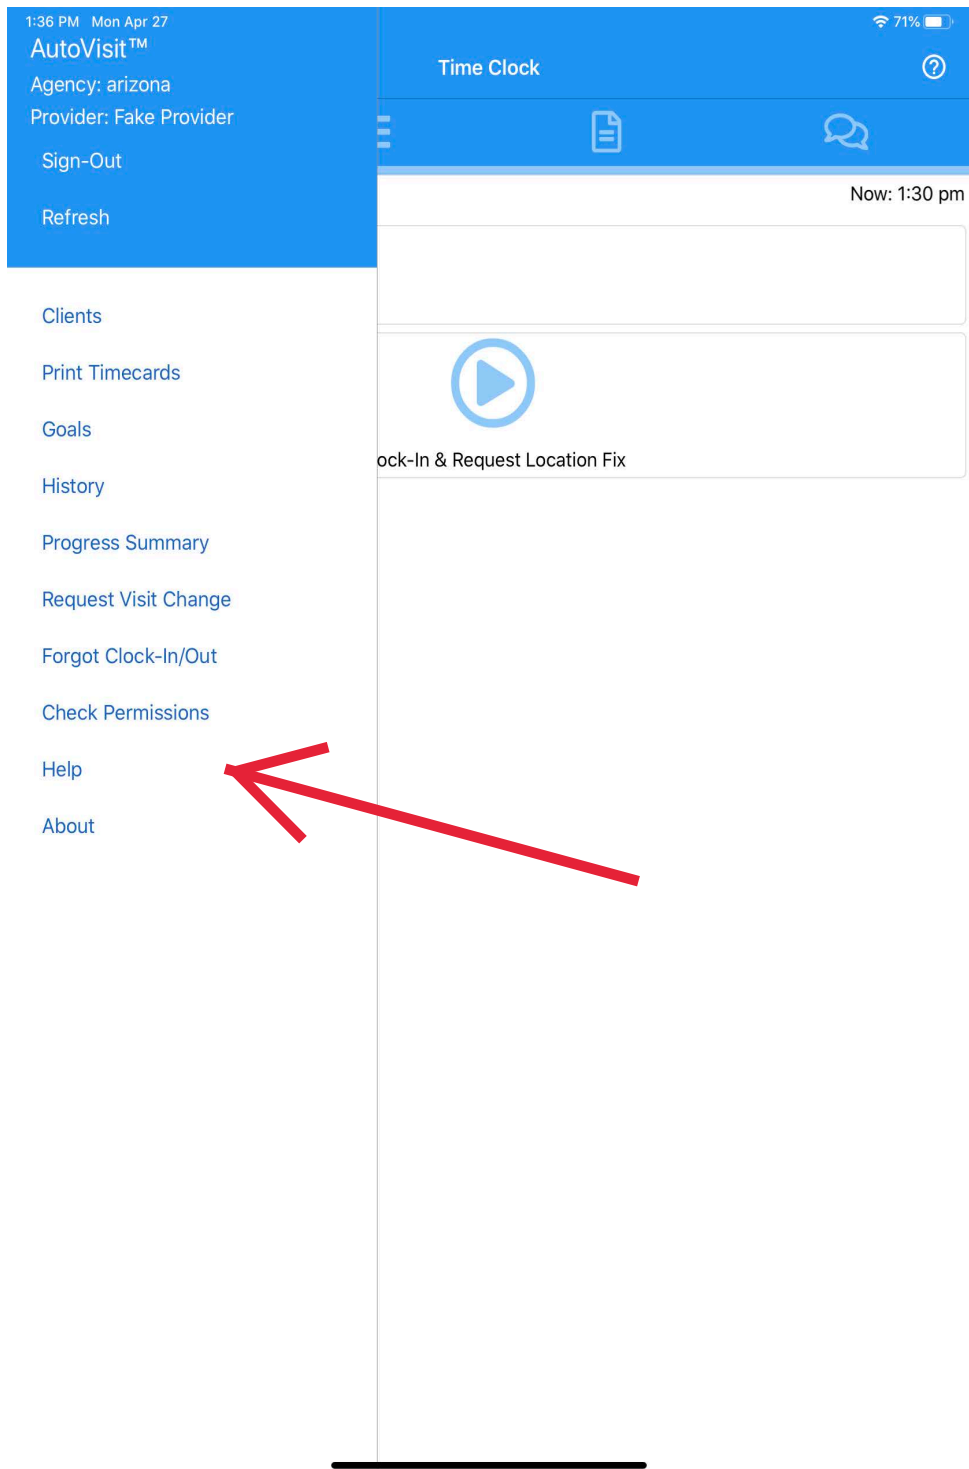 1:36 PM Mon Apr 27
71%
AutoVisit™
Time Clock
Agency: arizona
Provider: Fake Provider
Sign-Out
Now: 1:30 pm
Refresh
Clients
Print Timecards
Goals
ock-In & Request Location Fix
History
Progress Summary
Request Visit Change
Forgot Clock-In/Out
Check Permissions
Help
About